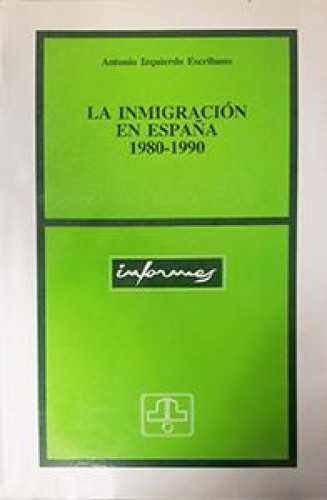 Antonio Izquierdo Escribano
LA INMIGRACIÓN
EN ESPAÑA
1980-1990
informes